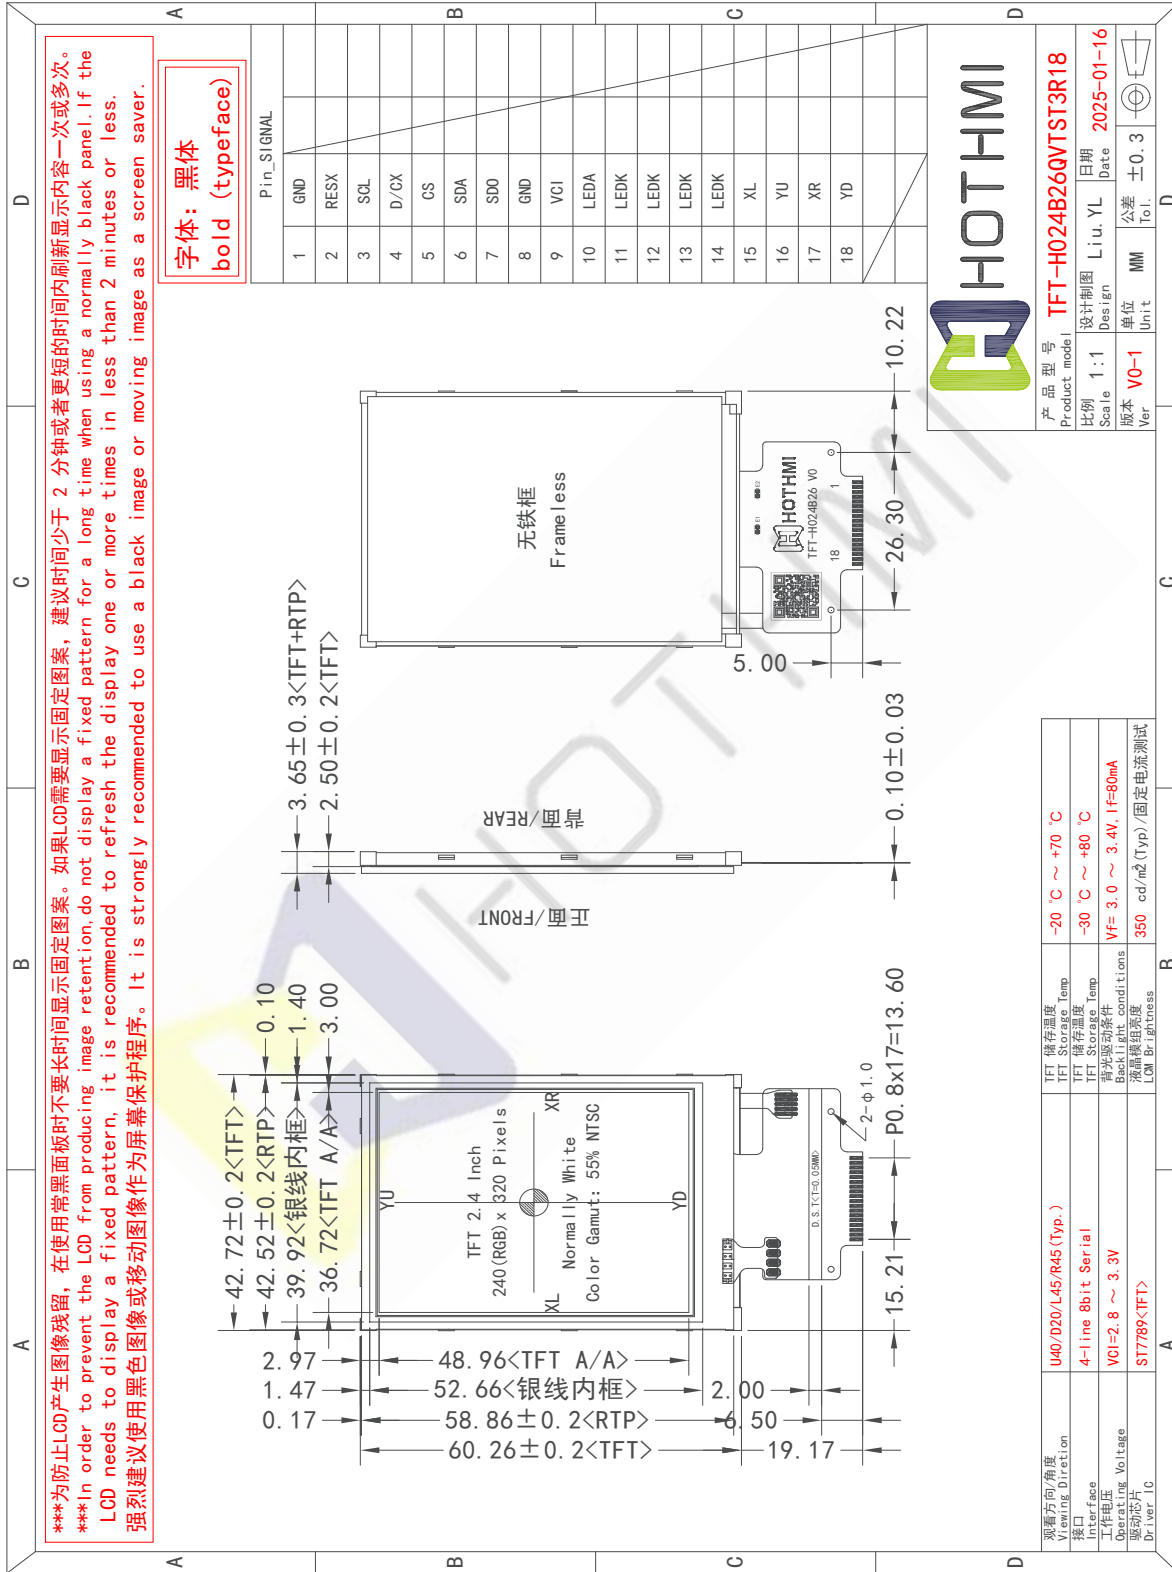 ***为防止LCD产生图像残留，在使用常黑面板时不要长时间显示固定图案。如果LCD需要显示固定图案，建议时间少于 2 分钟或者更短的时间内刷新显示内容一次或多次。
***In order to prevent the LCD from producing image retention,do not display a fixed pattern for a long time when using a normally black panel.If the
LCD needs to display a fixed pattern, it is recommended to refresh the display one or more times in less than 2 minutes or less.
强烈建议使用黑色图像或移动图像作为屏幕保护程序。It is strongly recommended to use a black image or moving image as a screen saver.
字体: 黑体
bold (typeface)
Pin_SIGNAL
1 GND
2 RESX
3 SCL
4 D/CX
5 CS
6 SDA
7 SDO
8 GND
9 VCI
10 LEDA
11 LEDK
12 LEDK
13 LEDK
14 LEDK
15 XL
16 YU
17 XR
18 YD
A
B
C
D
A
B
C
D
A
B
C
D
A
B
C
D
42.72±0.2<TFT>
42.52±0.2<RTP>
39.92<银线内框>
36.72<TFT A/A>
0.10
1.40
3.00
2.97
1.47
0.17
48.96<TFT A/A>
52.66<银线内框>
58.86±0.2<RTP>
60.26±0.2<TFT>
2.00
6.50
19.17
YU
XR
XL
YD
TFT 2.4 Inch
240(RGB)x 320 Pixels
Normally White
Color Gamut: 55% NTSC
D.S.T<T=0.05MM>
2-φ1.0
15.21
P0.8x17=13.60
正面/FRONT
背面/REAR
3.65±0.3<TFT+RTP>
2.50±0.2<TFT>
0.10±0.03
无铁框
Frameless
E1
E2
HOTHMI
TFT-H024B26 V0
18
1
5.00
26.30
10.22
HOTHMI
HOTHMI
产品型号
Product model
TFT-H024B26QVTST3R18
比例
Scale
1:1
设计制图
Design
Liu.YL
日期
Date
2025-01-16
版本
Ver
V0-1
单位
Unit
MM
公差
Tol.
±0.3
观看方向/角度
Viewing Diretion
U40/D20/L45/R45(Typ.)
TFT 储存温度
TFT Storage Temp
-20 ℃ ～ +70 ℃
接口
Interface
4-line 8bit Serial
TFT 储存温度
TFT Storage Temp
-30 ℃ ～ +80 ℃
工作电压
Operating Voltage
VCI=2.8 ～ 3.3V
背光驱动条件
Backlight conditions
Vf= 3.0 ～ 3.4V,If=80mA
驱动芯片
Driver IC
ST7789<TFT>
液晶模组亮度
LCM Brightness
350 cd/m2(Typ)/固定电流测试